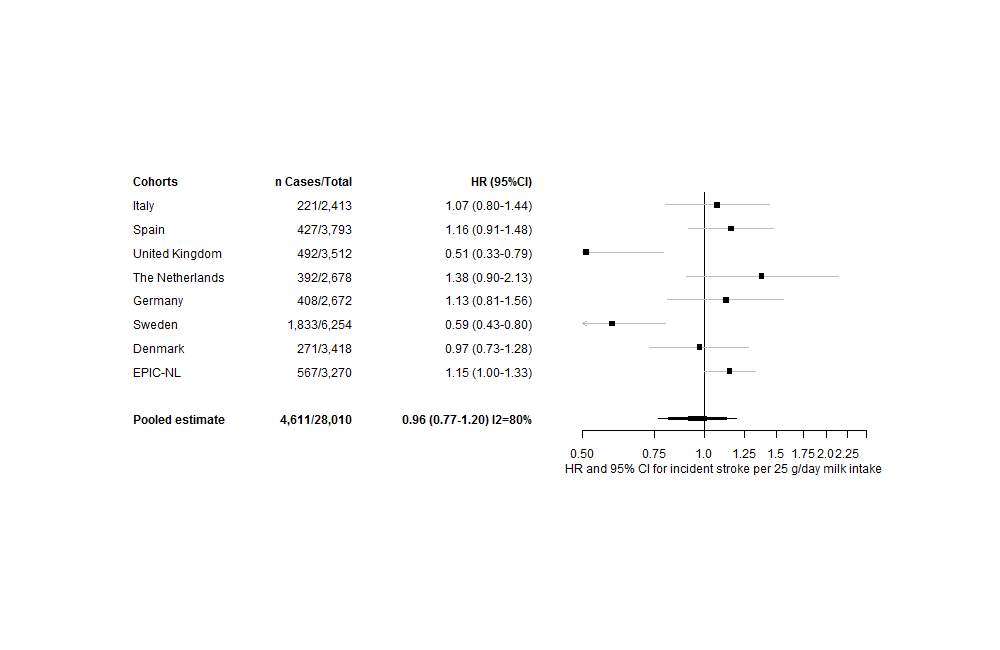 Cohorts n Cases/Total HR (95%CI)
Italy 221/2,413 1.07 (0.80-1.44)
Spain 427/3,793 1.16 (0.91-1.48)
United Kingdom 492/3,512 0.51 (0.33-0.79)
The Netherlands 392/2,678 1.38 (0.90-2.13)
Germany 408/2,672 1.13 (0.81-1.56)
Sweden 1,833/6,254 0.59 (0.43-0.80)
Denmark 271/3,418 0.97 (0.73-1.28)
EPIC-NL 567/3,270 1.15 (1.00-1.33)
Pooled estimate 4,611/28,010 0.96 (0.77-1.20) I2=80%
0.50 0.75 1.0 1.25 1.5 1.75 2.0 2.25
HR and 95% CI for incident stroke per 25 g/day milk intake